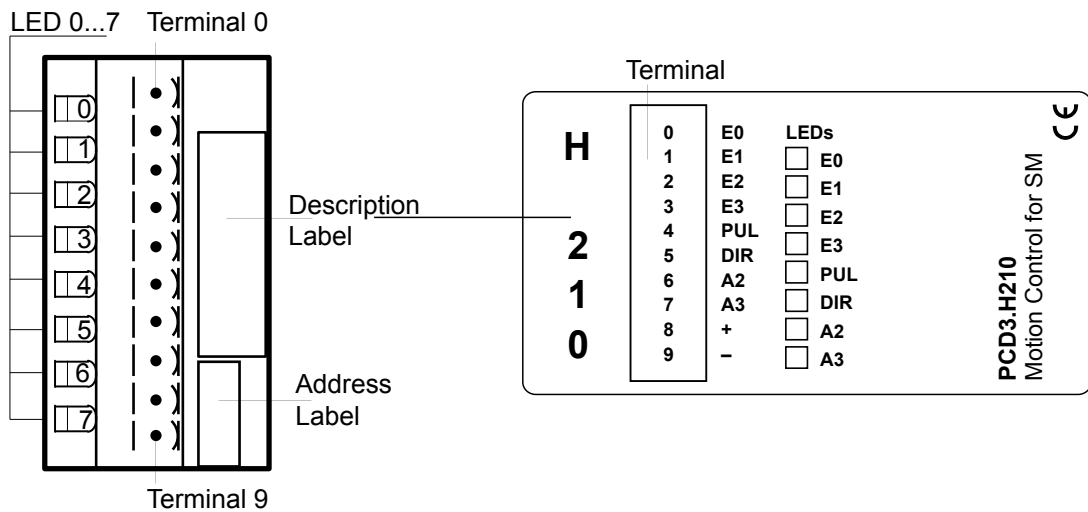 LED 0...7
Terminal 0
0
1
2
3
4
5
6
7
Terminal 9
Description
Label
Address
Label
Terminal
H
2
1
0
0 E0 LEDs
1 E1 E0
2 E2 E1
3 E3 E2
4 PUL E3
5 DIR PUL
6 A2 DIR
7 A3 A2
8 + A3
9 –
PCD3.H210
Motion Control for SM
CE